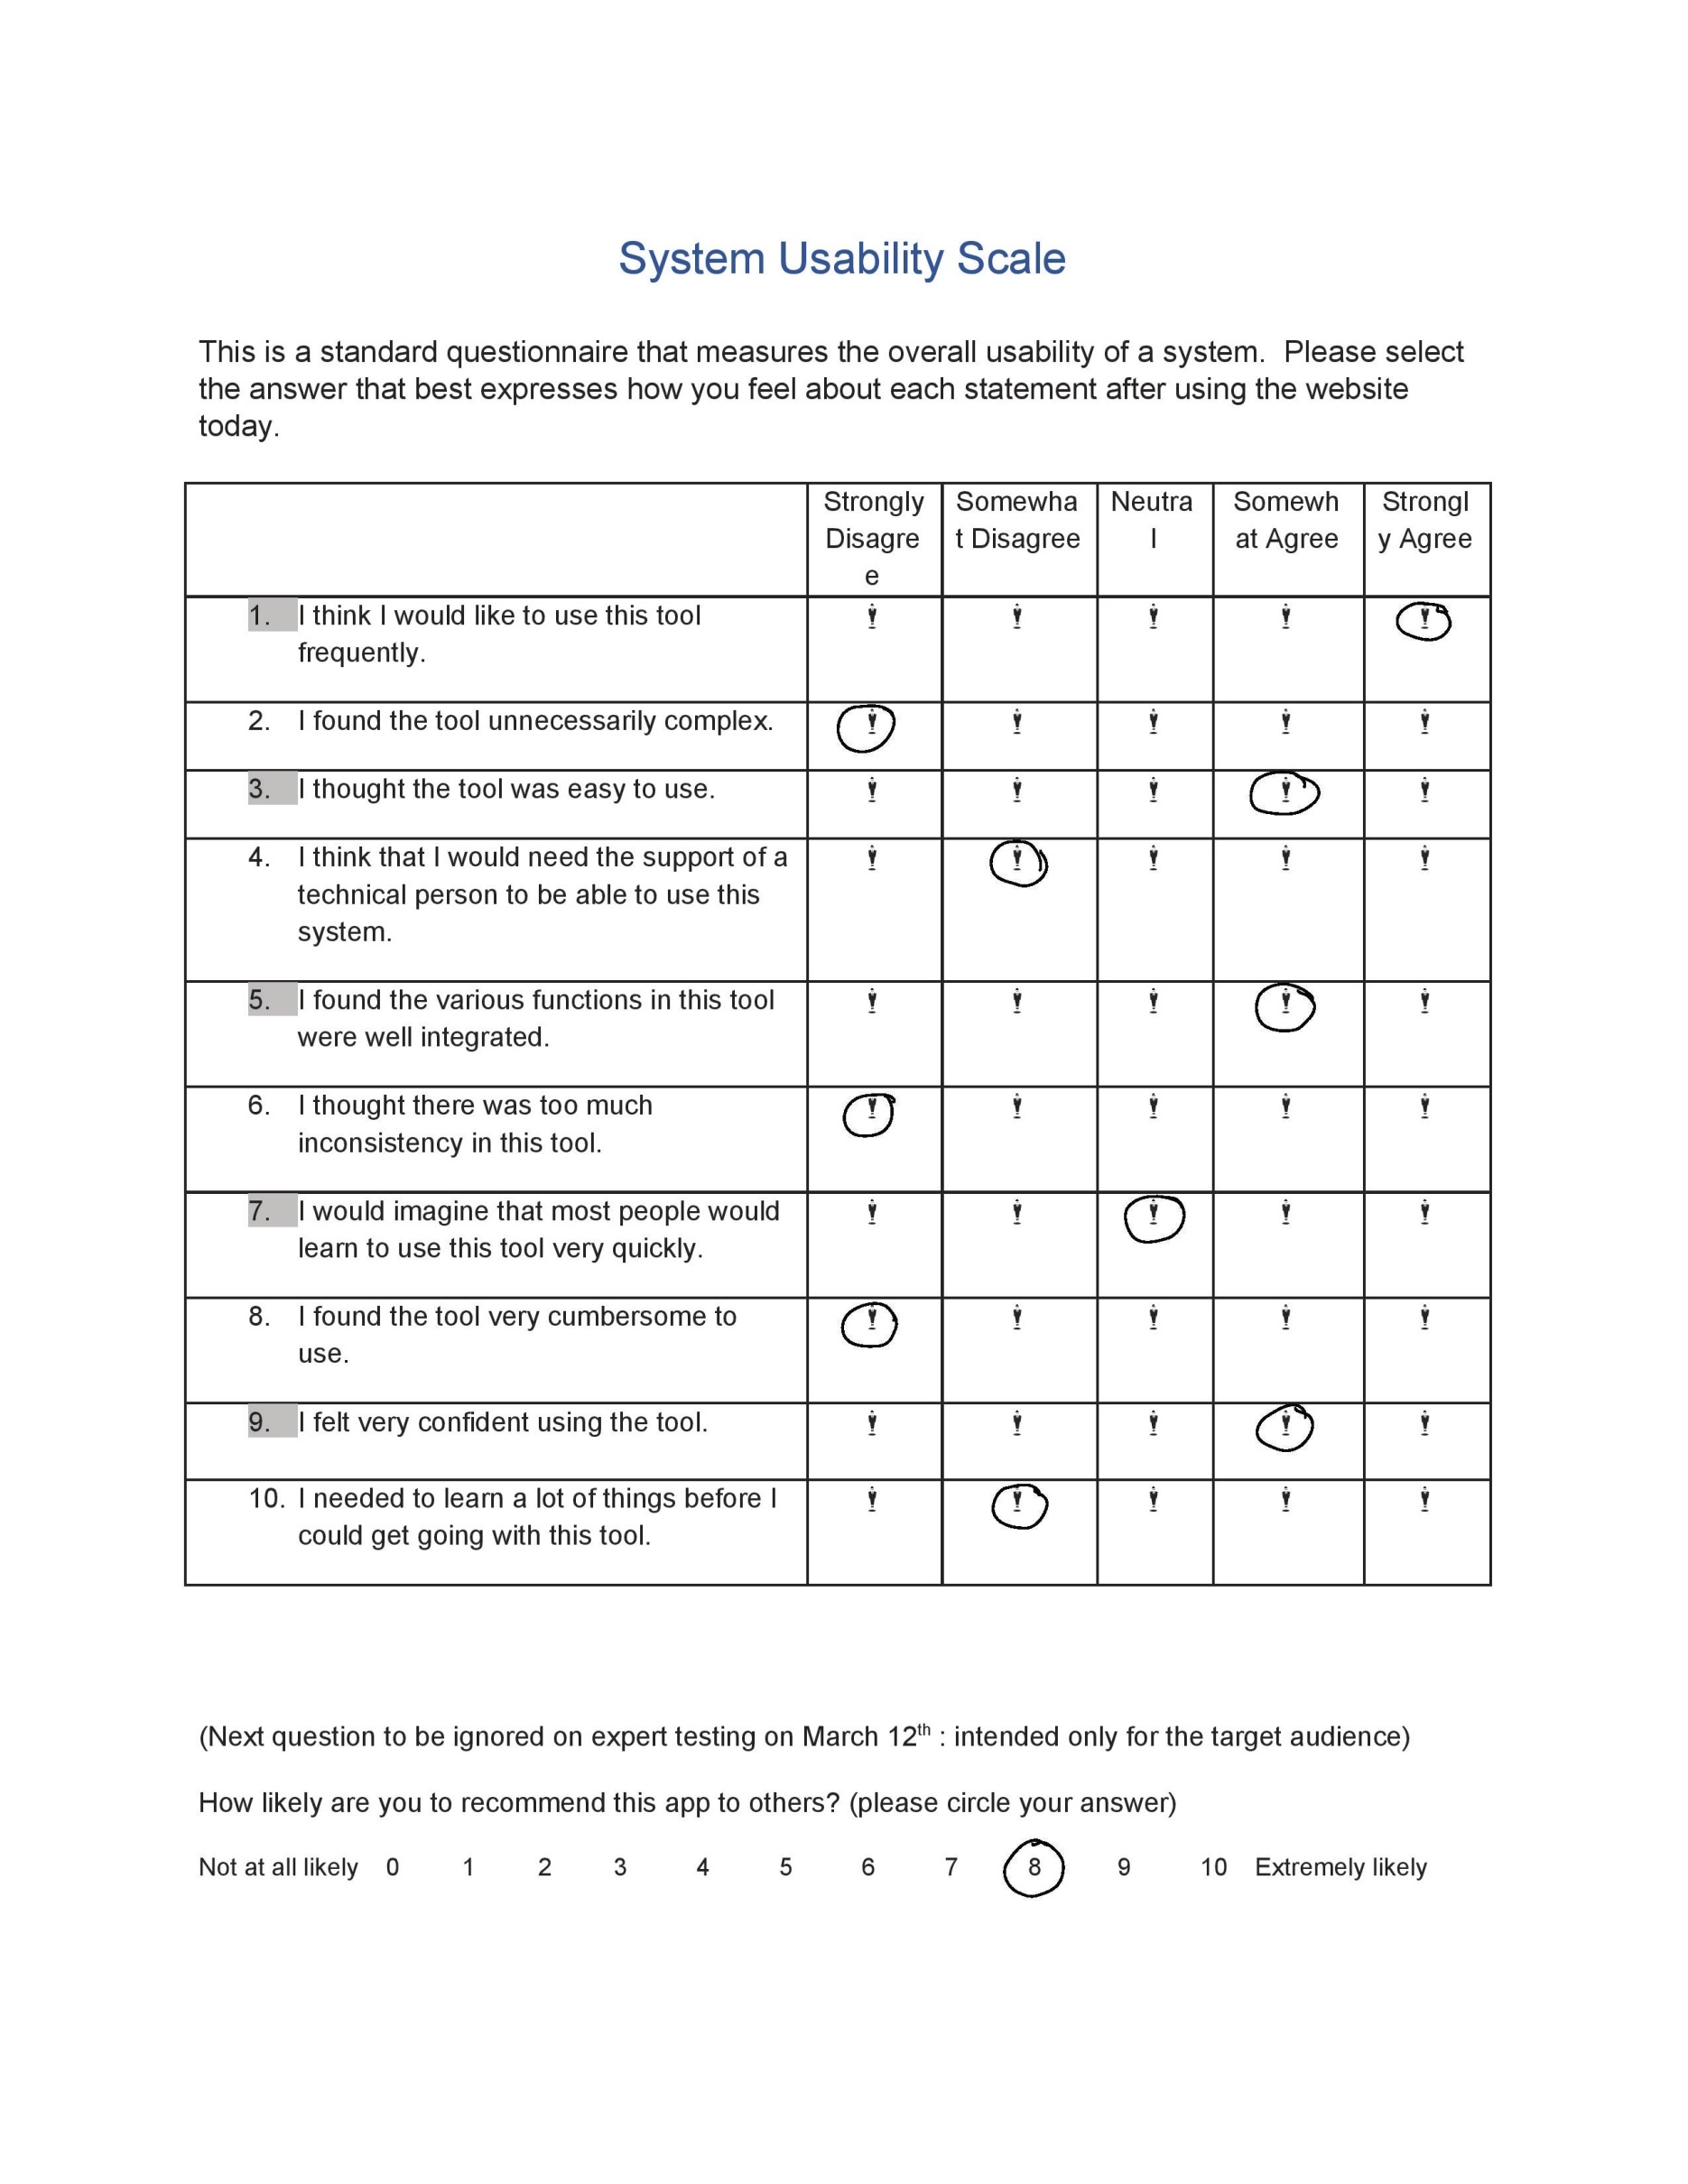 System Usability Scale
This is a standard questionnaire that measures the overall usability of a system.  Please select
the answer that best expresses how you feel about each statement after using the website
today.
Strongly
Disagre
e
Somewha
t Disagree
Neutra
l
Somewh
at Agree
Strongl
y Agree
1. I think I would like to use this tool
frequently.
2. I found the tool unnecessarily complex.
3. I thought the tool was easy to use.
4. I think that I would need the support of a
technical person to be able to use this
system.
5. I found the various functions in this tool
were well integrated.
6. I thought there was too much
inconsistency in this tool.
7. I would imagine that most people would
learn to use this tool very quickly.
8. I found the tool very cumbersome to
use.
9. I felt very confident using the tool.
10. I needed to learn a lot of things before I
could get going with this tool.
(Next question to be ignored on expert testing on March 12th : intended only for the target audience)
How likely are you to recommend this app to others? (please circle your answer)
Not at all likely 0 1 2 3 4 5 6 7 8 9 10 Extremely likely